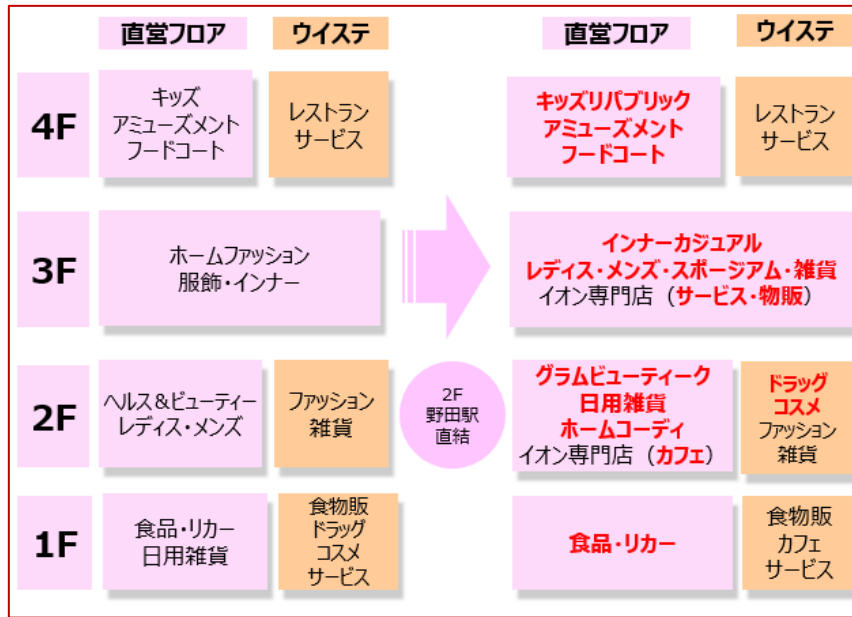 直営フロア
ウイステ
直営フロア
ウイステ
4F
キッズ
アミューズメント
フードコート
レストラン
サービス
キッズリパブリック
アミューズメント
フードコート
レストラン
サービス
3F
ホームファッション
服飾・インナー
インナーカジュアル
レディス・メンズ・スポージアム・雑貨
イオン専門店（サービス・物販）
2F
ヘルス&ビューティー
レディス・メンズ
ファッション
雑貨
2F
野田駅
直結
グラムビューティーク
日用雑貨
ホームコーディ
イオン専門店（カフェ）
ドラッグ
コスメ
ファッション
雑貨
1F
食品・リカー
日用雑貨
食物販
ドラッグ
コスメ
サービス
食品・リカー
食物販
カフェ
サービス